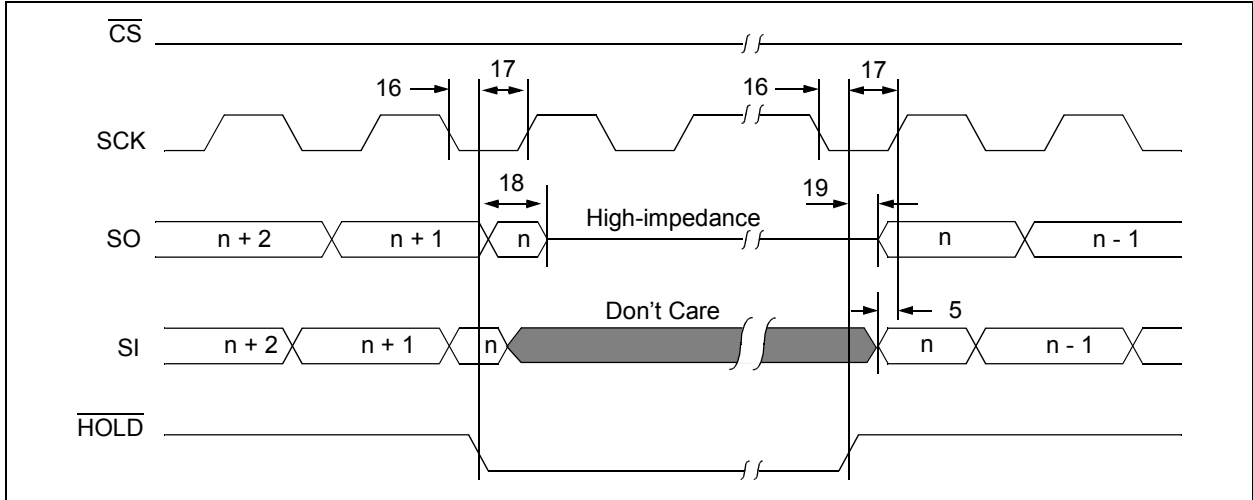 CS
16
17
16
17
SCK
18
19
SO
n + 2
n + 1
n
High-impedance
n
n - 1
Don't Care
5
SI
n + 2
n + 1
n
n
n - 1
HOLD